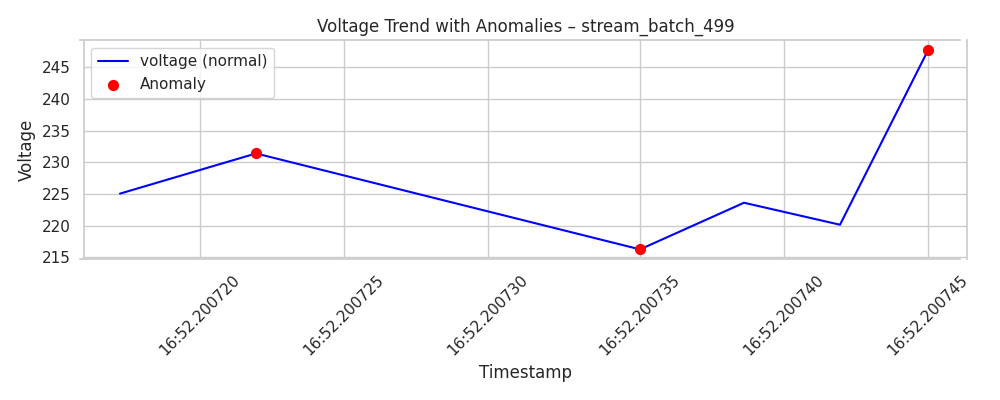 Voltage Trend with Anomalies – stream_batch_499
voltage (normal)
Anomaly
Voltage
245
240
235
230
225
220
215
16:52.200720
16:52.200725
16:52.200730
16:52.200735
16:52.200740
16:52.200745
Timestamp